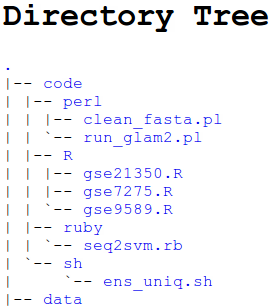 Directory Tree
.
|-- code
| |-- perl
| | |-- clean_fasta.pl
| | `-- run_glam2.pl
| |-- R
| | |-- gse21350.R
| | |-- gse7275.R
| | `-- gse9589.R
| |-- ruby
| | `-- seq2svm.rb
| `-- sh
|     `-- ens_uniq.sh
|-- data